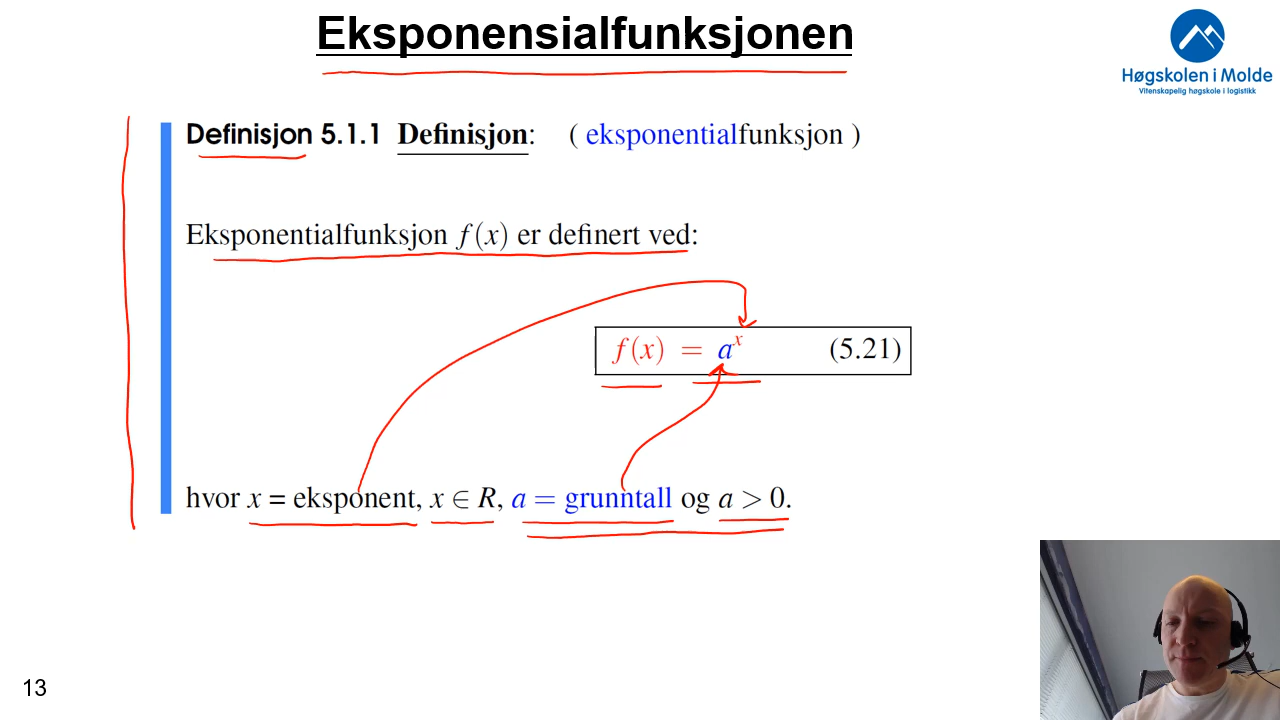 Eksponensialfunksjonen
Høgskolen i Molde
Vitenskapelig høgskole i logistikk
Definisjon 5.1.1 Definisjon: ( eksponentialfunksjon )
Eksponentialfunksjon f(x) er definert ved:
f(x) = a^x (5.21)
hvor x = eksponent, x ∈ R, a = grunntall og a > 0.
13